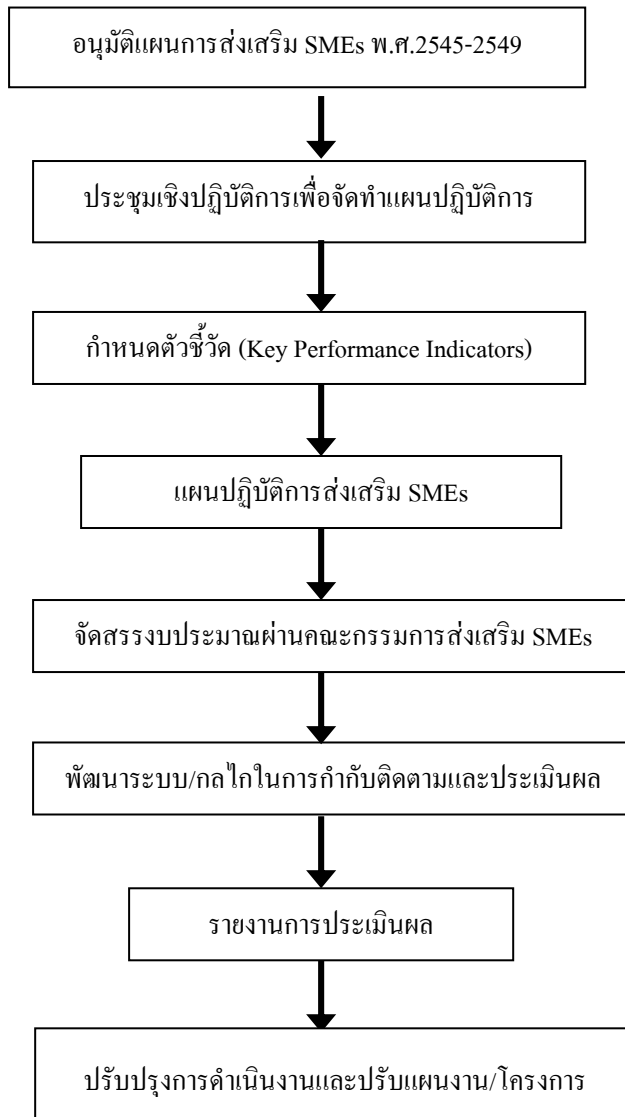 อนุมัติแผนการส่งเสริม SMEs พ.ศ.2545-2549
ประชุมเชิงปฏิบัติการเพื่อจัดทำแผนปฏิบัติการ
กำหนดตัวชี้วัด (Key Performance Indicators)
แผนปฏิบัติการส่งเสริม SMEs
จัดสรรงบประมาณผ่านคณะกรรมการส่งเสริม SMEs
พัฒนาระบบ/กลไกในการกำกับติดตามและประเมินผล
รายงานการประเมินผล
ปรับปรุงการดำเนินงานและปรับแผนงาน/โครงการ